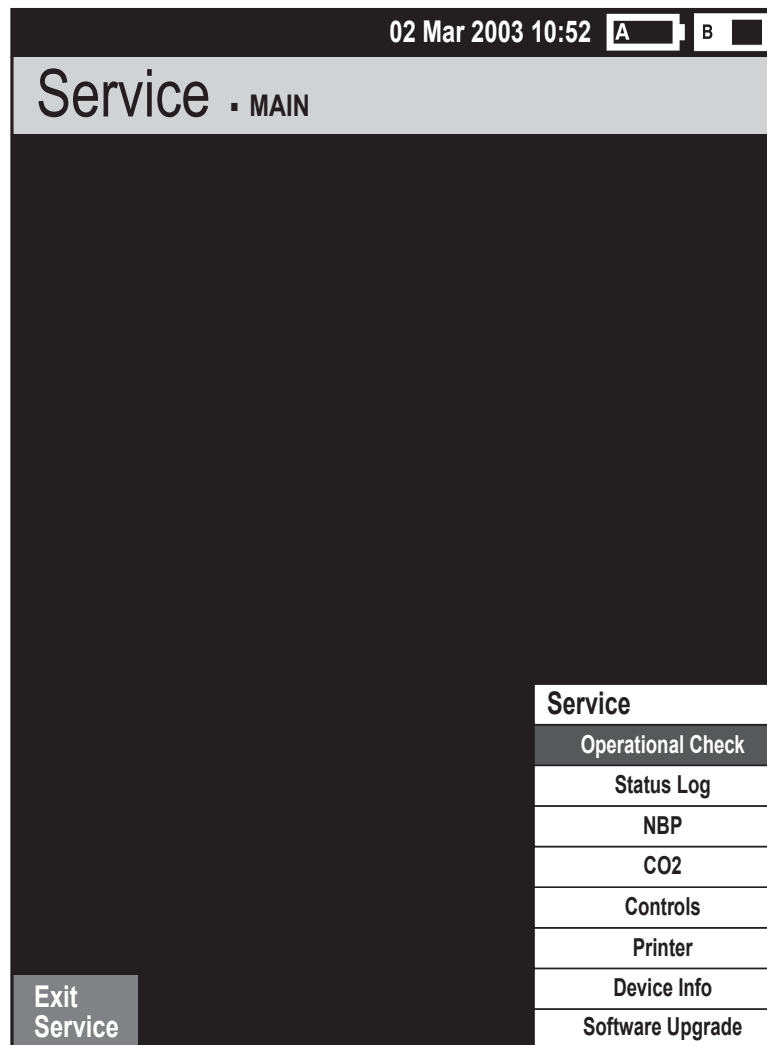 02 Mar 2003 10:52 A B
Service . MAIN
Service
Operational Check
Status Log
NBP
CO2
Controls
Printer
Device Info
Software Upgrade
Exit
Service